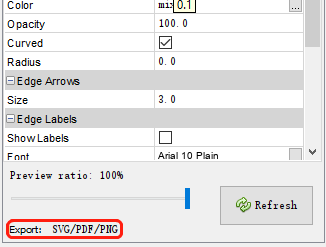 Color
0.1
...
Opacity 100.0
Curved
Radius 0.0
Edge Arrows
Size 3.0
Edge Labels
Show Labels
Font Arial 10 Plain
Preview ratio: 100%
Refresh
Export: SVG/PDF/PNG